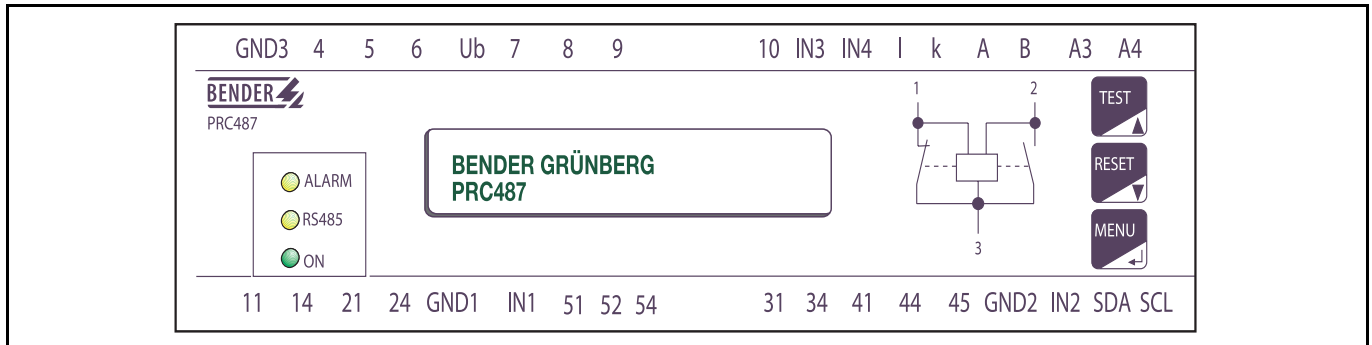 GND3 4 5 6 Ub 7 8 9 10 IN3 IN4 l k A B A3 A4
BENDER
PRC487
1 2
TEST
BENDER GRÜNBERG
PRC487
RESET
ALARM
RS485
ON
MENU
3
11 14 21 24 GND1 IN1 51 52 54 31 34 41 44 45 GND2 IN2 SDA SCL